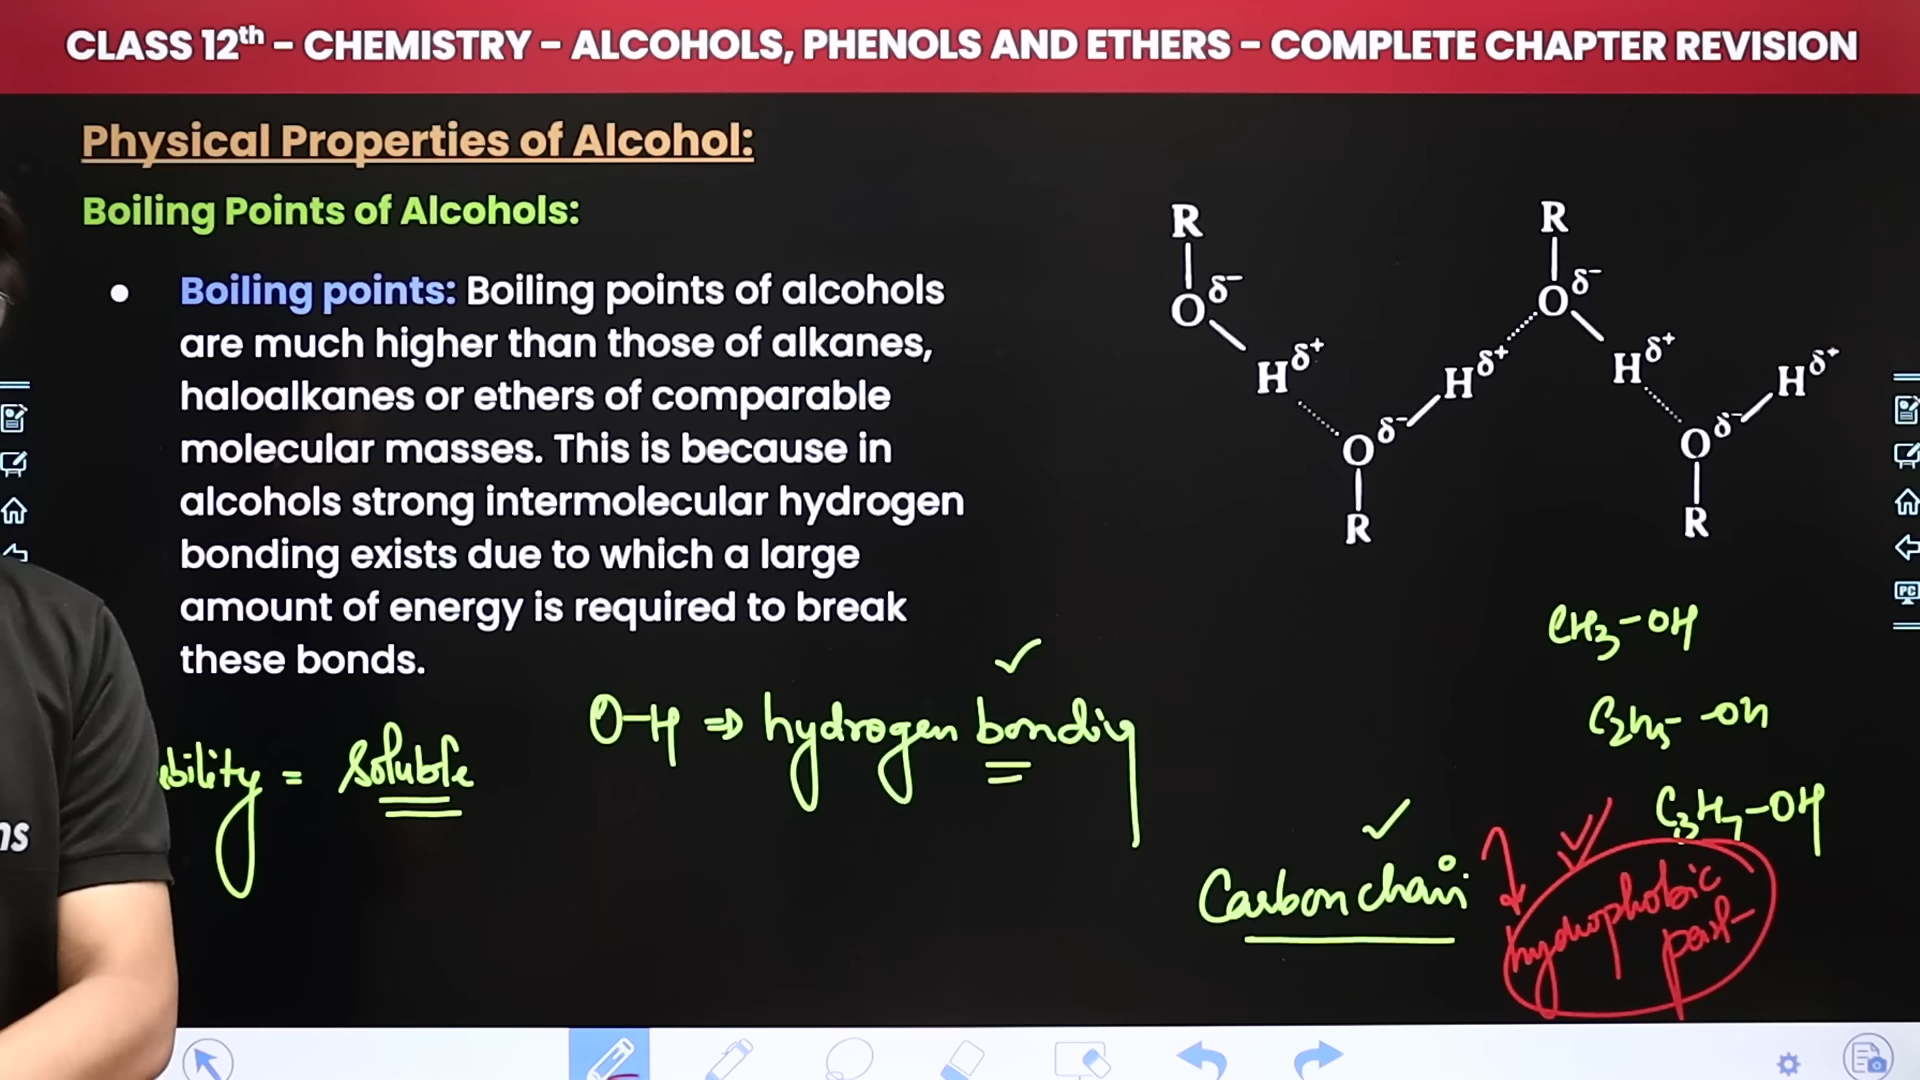 CLASS 12th - CHEMISTRY - ALCOHOLS, PHENOLS AND ETHERS - COMPLETE CHAPTER REVISION
Physical Properties of Alcohol:
Boiling Points of Alcohols:
• Boiling points: Boiling points of alcohols
are much higher than those of alkanes,
haloalkanes or ethers of comparable
molecular masses. This is because in
alcohols strong intermolecular hydrogen
bonding exists due to which a large
amount of energy is required to break
these bonds.
R R
O δ- O δ-
H δ+ H δ+ H δ+ H δ+
O δ- O δ-
R R
CH3-OH
C2H5-OH
C3H7-OH
O-H ⇒ hydrogen bonding
ability = Soluble
Carbon chain
hydrophobic
part
ns
PC